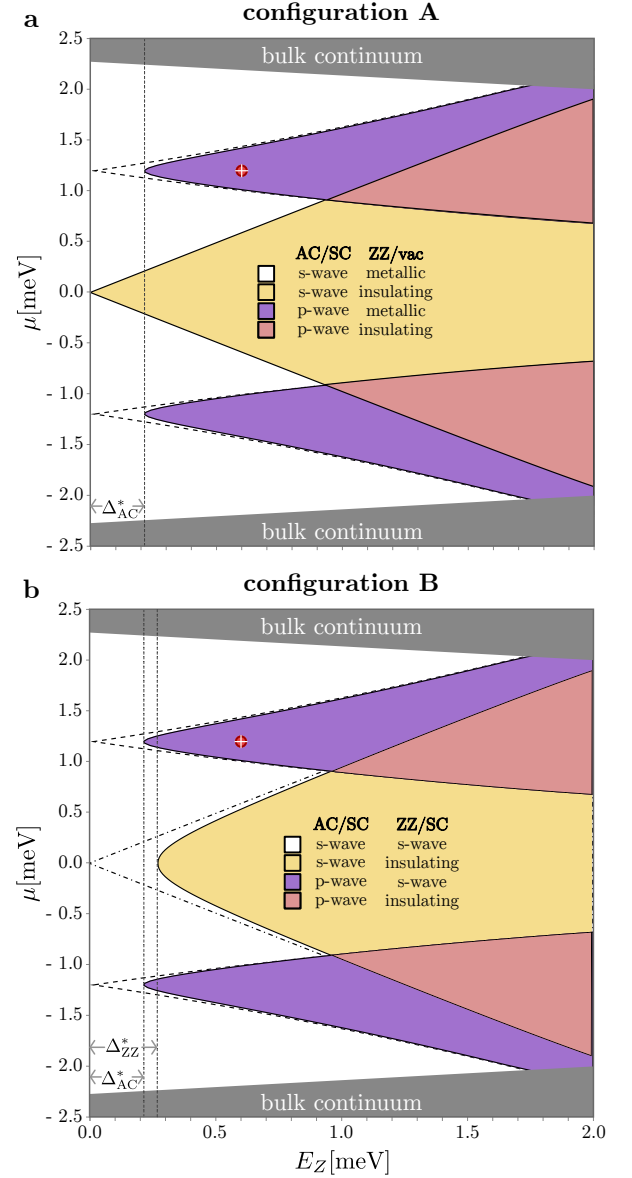 a
configuration A
2.5
bulk continuum
2.0
1.5
1.0
0.5
AC/SC ZZ/vac
s-wave metallic
0.0
s-wave insulating
p-wave metallic
p-wave insulating
μ[meV]
- 0.5
- 1.0
- 1.5
- 2.0
Δ*AC
bulk continuum
- 2.5
b
configuration B
2.5
bulk continuum
2.0
1.5
1.0
0.5
AC/SC ZZ/SC
s-wave s-wave
0.0
s-wave insulating
p-wave s-wave
p-wave insulating
μ[meV]
- 0.5
- 1.0
- 1.5
Δ*ZZ
- 2.0
Δ*AC
bulk continuum
- 2.5
0.0 0.5 1.0 1.5 2.0
E_Z[meV]